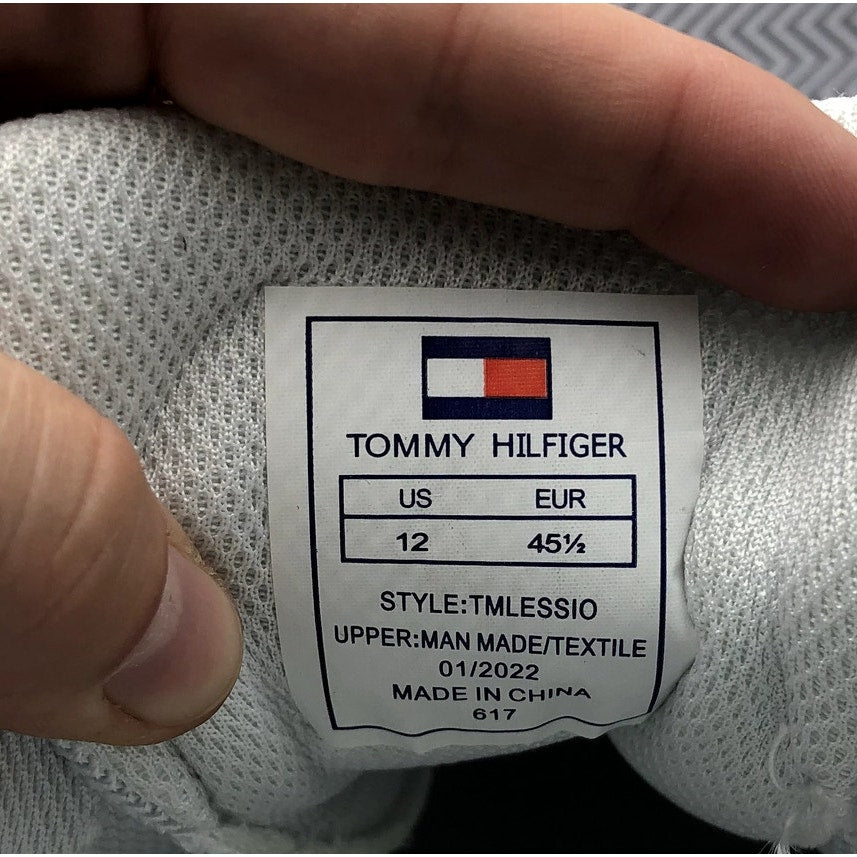 TOMMY HILFIGER
US EUR
12 45½
STYLE:TMLESSIO
UPPER:MAN MADE/TEXTILE
01/2022
MADE IN CHINA
617